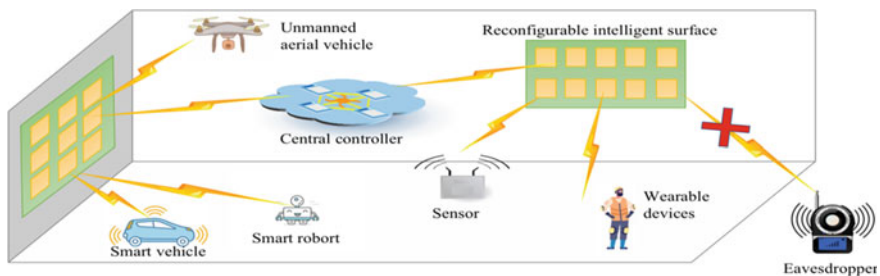 Unmanned
aerial vehicle
Reconfigurable intelligent surface
Central controller
Sensor
Wearable
devices
Smart vehicle
Smart robort
Eavesdropper